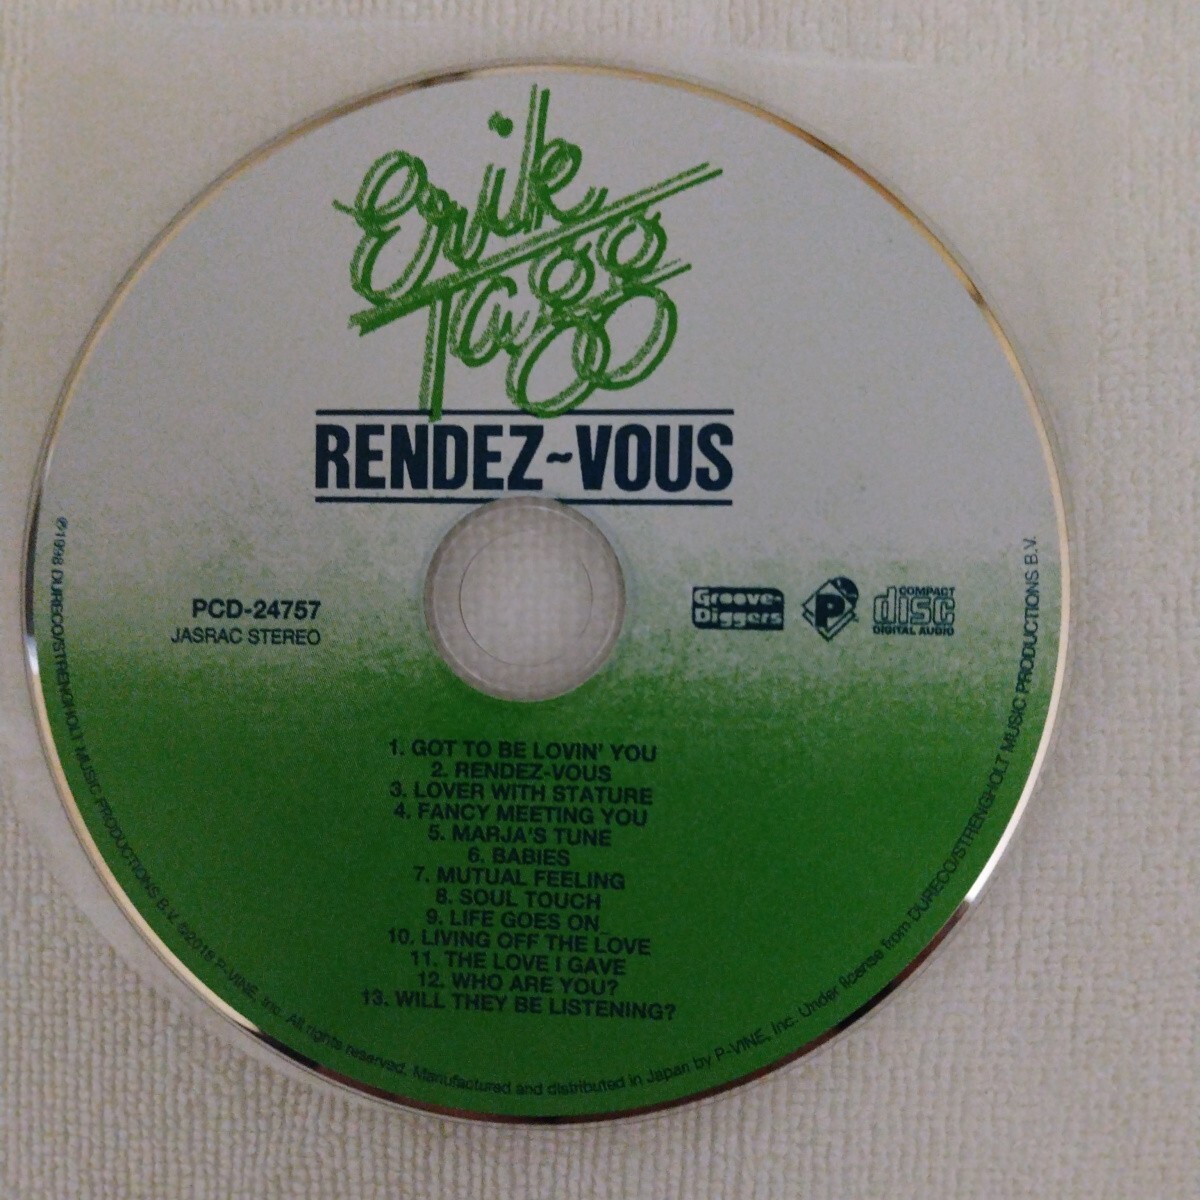 Erik
Tagg
RENDEZ~VOUS
PCD-24757
JASRAC STEREO
Groove-
Diggers
P
COMPACT
disc
DIGITAL AUDIO
1. GOT TO BE LOVIN' YOU
2. RENDEZ-VOUS
3. LOVER WITH STATURE
4. FANCY MEETING YOU
5. MARJA'S TUNE
6. BABIES
7. MUTUAL FEELING
8. SOUL TOUCH
9. LIFE GOES ON
10. LIVING OFF THE LOVE
11. THE LOVE I GAVE
12. WHO ARE YOU?
13. WILL THEY BE LISTENING?
℗1998 DURECO/STRENGHOLT MUSIC PRODUCTIONS B.V. ©2018 P-VINE, Inc. All rights reserved. Manufactured and distributed in Japan by P-VINE, Inc. Under license from DURECO/STRENGHOLT MUSIC PRODUCTIONS B.V.